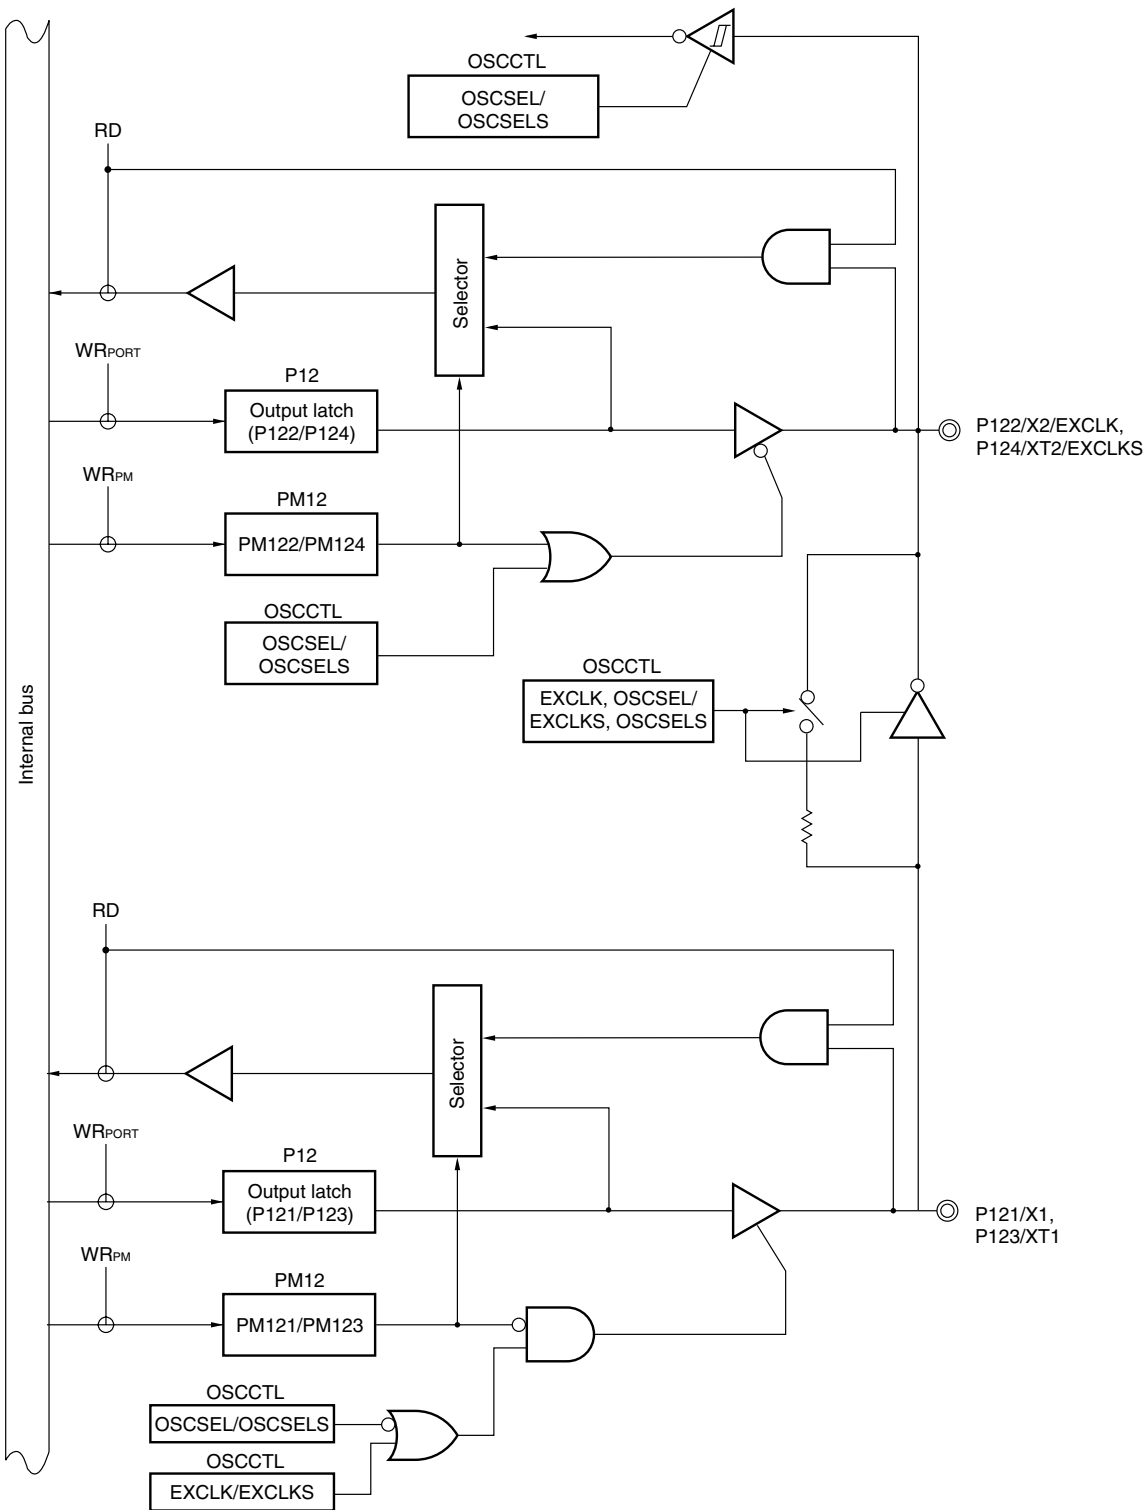 OSCCTL
OSCSEL/
OSCSELS
RD
Selector
WRPORT
P12
Output latch
(P122/P124)
P122/X2/EXCLK,
P124/XT2/EXCLKS
WRPM
PM12
PM122/PM124
OSCCTL
OSCSEL/
OSCSELS
OSCCTL
EXCLK, OSCSEL/
EXCLKS, OSCSELS
Internal bus
RD
Selector
WRPORT
P12
Output latch
(P121/P123)
P121/X1,
P123/XT1
WRPM
PM12
PM121/PM123
OSCCTL
OSCSEL/OSCSELS
OSCCTL
EXCLK/EXCLKS